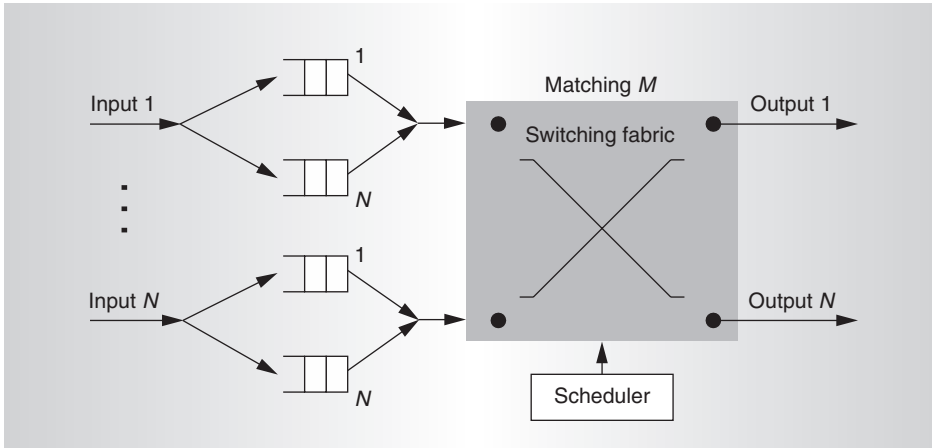 1
Matching M
Input 1
Output 1
Switching fabric
N
1
Input N
Output N
N
Scheduler